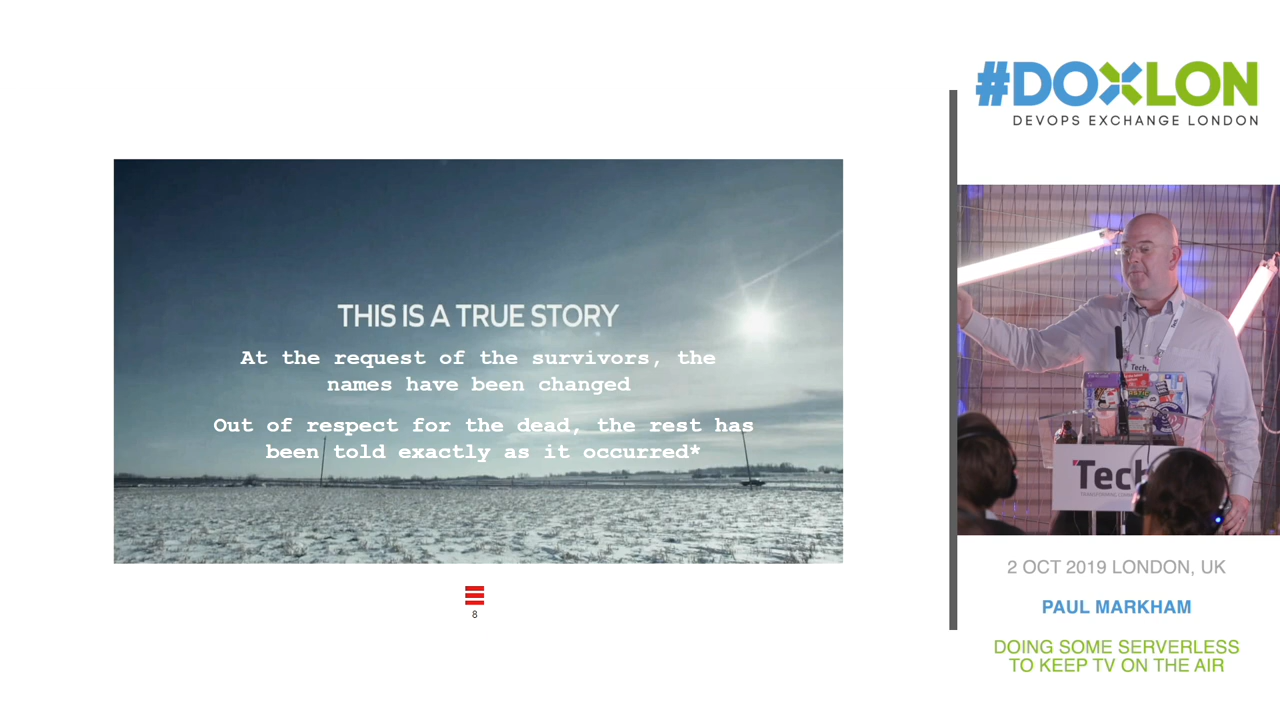 THIS IS A TRUE STORY
At the request of the survivors, the
names have been changed
Out of respect for the dead, the rest has
been told exactly as it occurred*
8
#DOXLON
DEVOPS EXCHANGE LONDON
Tech.
Tech
2 OCT 2019 LONDON, UK
PAUL MARKHAM
DOING SOME SERVERLESS
TO KEEP TV ON THE AIR